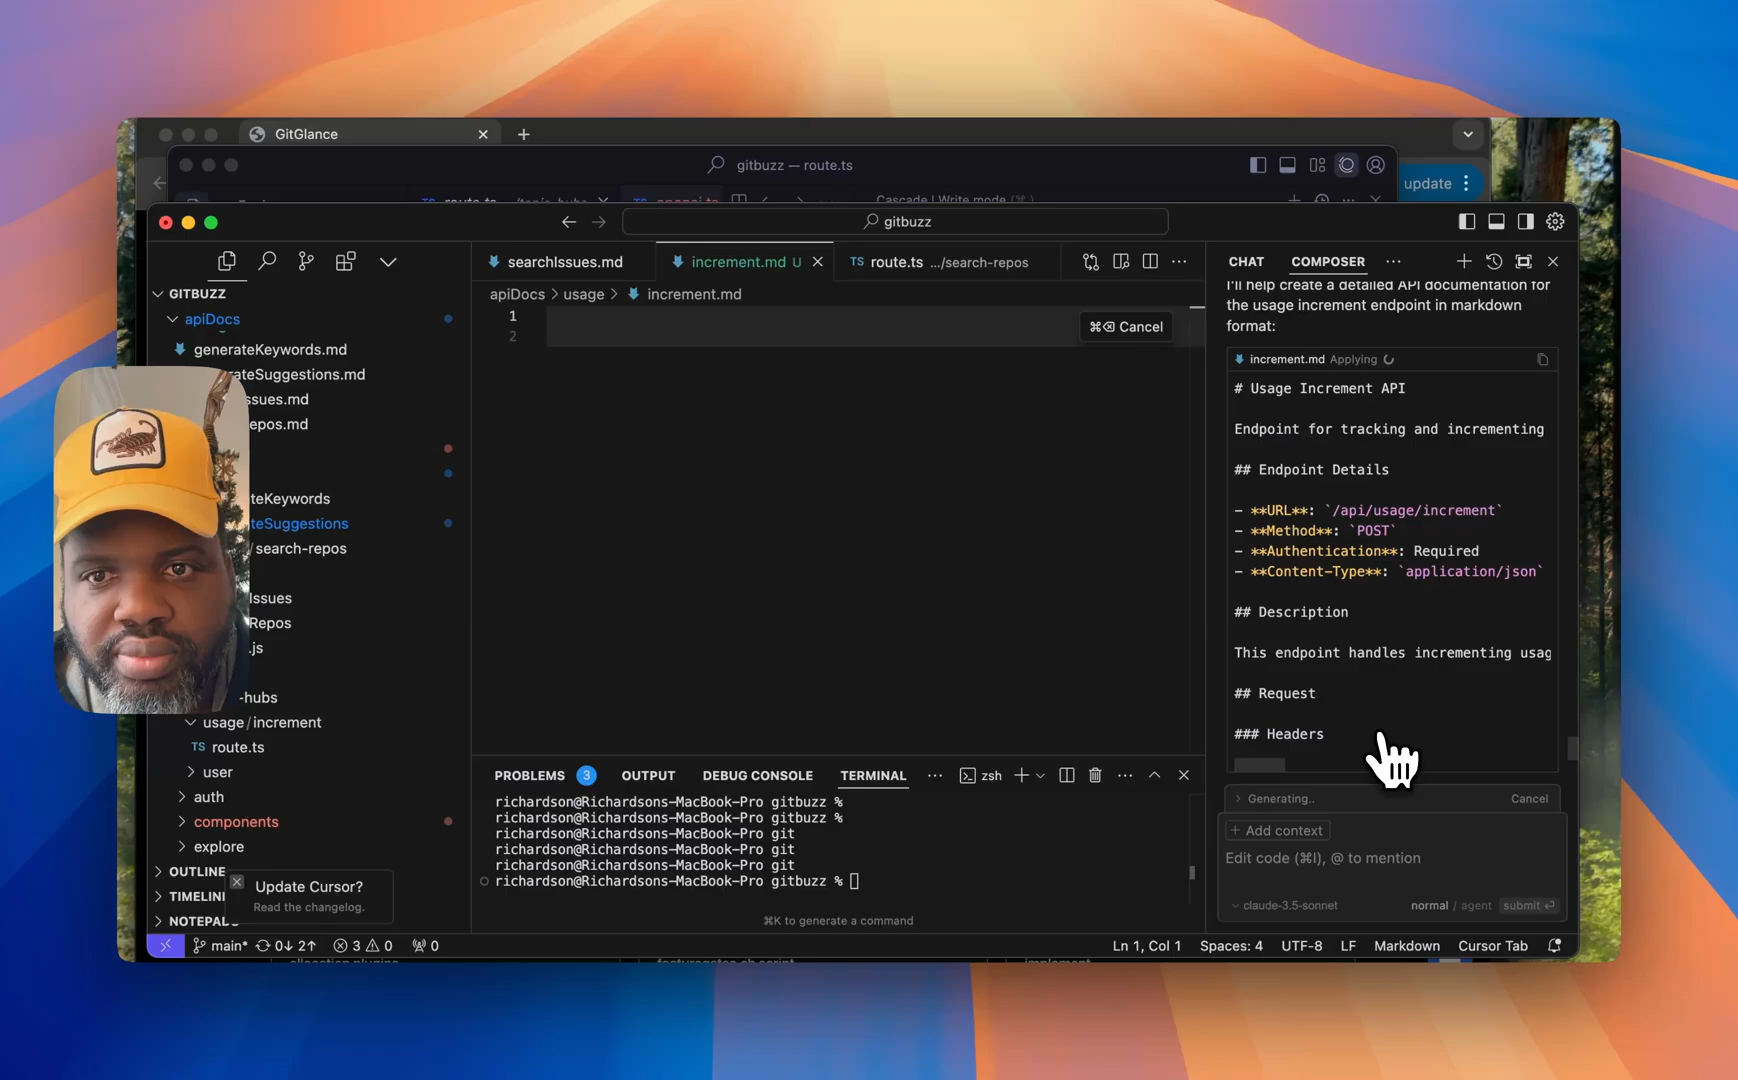 GitGlance
gitbuzz — route.ts
update
Cascade | Write mode
gitbuzz
searchIssues.md
increment.md U
TS route.ts .../search-repos
CHAT
COMPOSER
GITBUZZ
apiDocs > usage > increment.md
apiDocs
generateKeywords.md
rateSuggestions.md
ssues.md
epos.md
teKeywords
teSuggestions
/search-repos
Issues
Repos
.js
-hubs
usage/increment
TS route.ts
user
auth
components
explore
OUTLINE
TIMELIN
NOTEPAD
Update Cursor?
Read the changelog.
1
2
⌘⌫ Cancel
I'll help create a detailed API documentation for
the usage increment endpoint in markdown
format:
increment.md Applying
# Usage Increment API
Endpoint for tracking and incrementing
## Endpoint Details
- **URL**: `/api/usage/increment`
- **Method**: `POST`
- **Authentication**: Required
- **Content-Type**: `application/json`
## Description
This endpoint handles incrementing usag
## Request
### Headers
Generating..
Cancel
+ Add context
Edit code (⌘I), @ to mention
claude-3.5-sonnet
normal / agent submit
PROBLEMS 3 OUTPUT DEBUG CONSOLE TERMINAL zsh
richardson@Richardsons-MacBook-Pro gitbuzz %
richardson@Richardsons-MacBook-Pro gitbuzz %
richardson@Richardsons-MacBook-Pro git
richardson@Richardsons-MacBook-Pro git
richardson@Richardsons-MacBook-Pro git
richardson@Richardsons-MacBook-Pro gitbuzz %
⌘K to generate a command
main* 0↓ 2↑ 3 0 0
Ln 1, Col 1 Spaces: 4 UTF-8 LF Markdown Cursor Tab